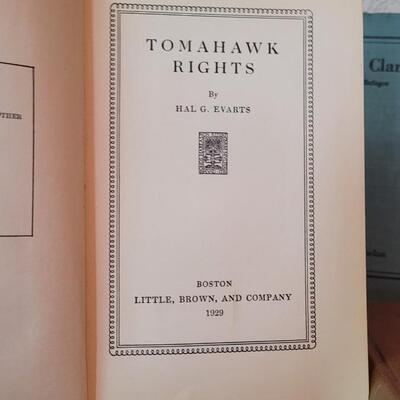 TOMAHAWK
RIGHTS
By
HAL G. EVARTS
BOSTON
LITTLE, BROWN, AND COMPANY
1929